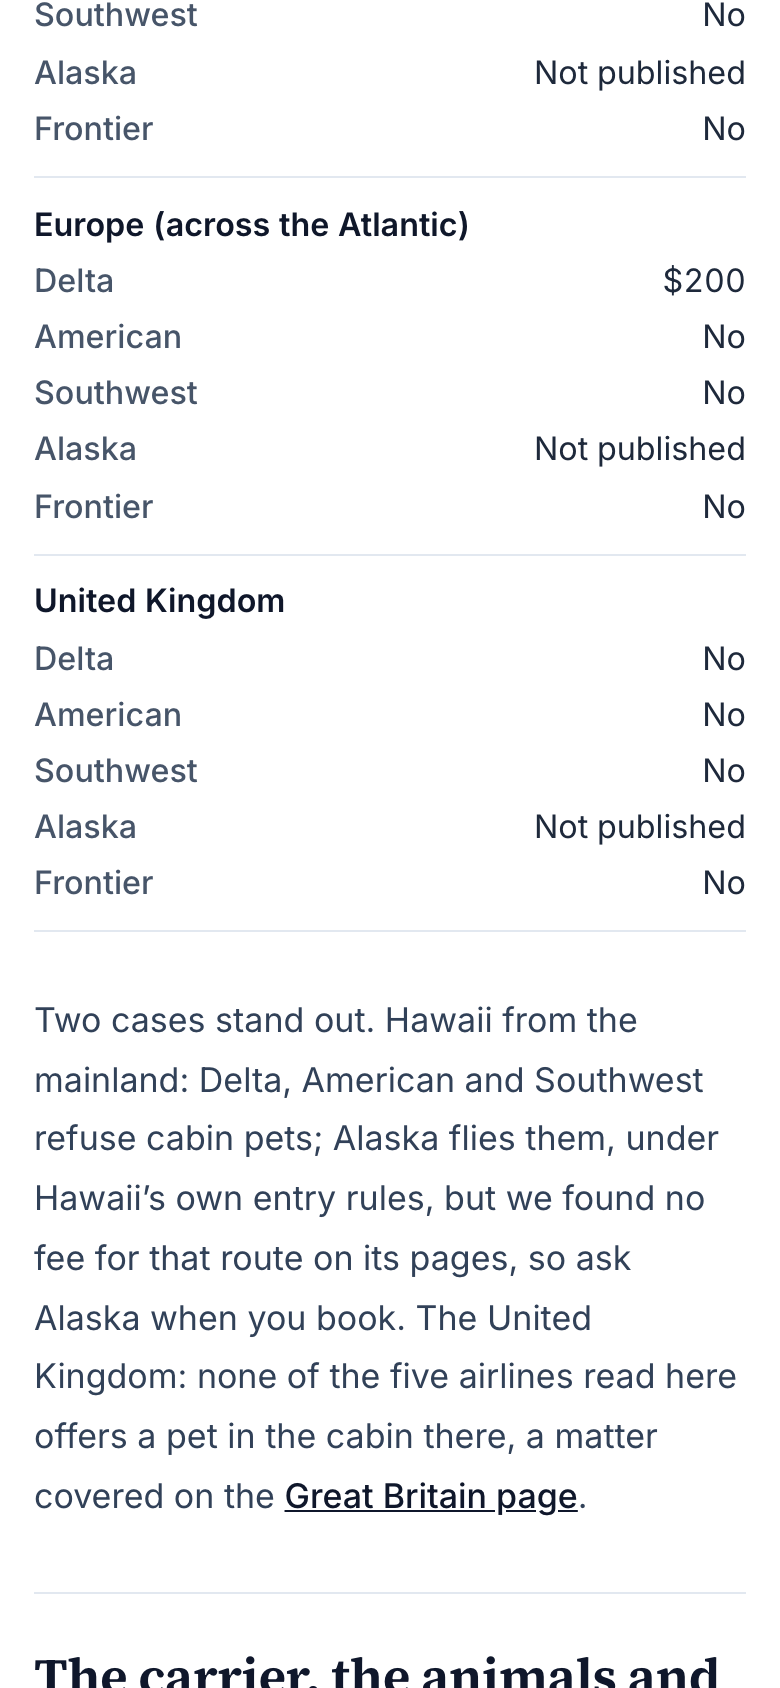 Southwest No
Alaska Not published
Frontier No
Europe (across the Atlantic)
Delta $200
American No
Southwest No
Alaska Not published
Frontier No
United Kingdom
Delta No
American No
Southwest No
Alaska Not published
Frontier No
Two cases stand out. Hawaii from the
mainland: Delta, American and Southwest
refuse cabin pets; Alaska flies them, under
Hawaii’s own entry rules, but we found no
fee for that route on its pages, so ask
Alaska when you book. The United
Kingdom: none of the five airlines read here
offers a pet in the cabin there, a matter
covered on the Great Britain page.
The carrier, the animals and